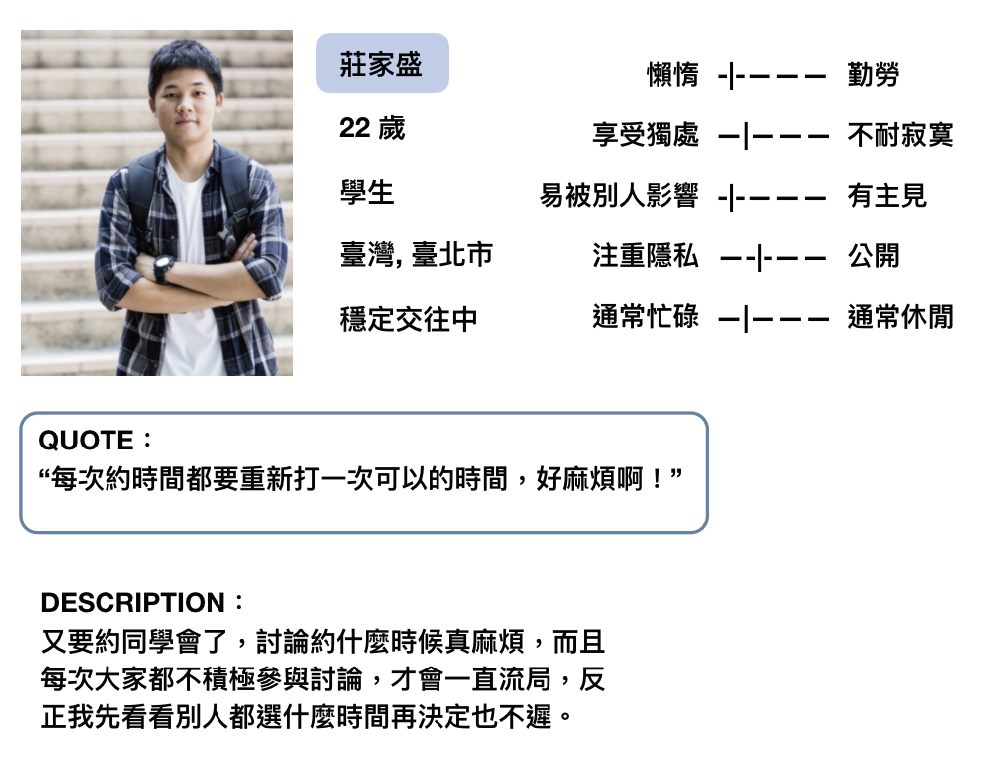 莊家盛
22 歲
學生
臺灣, 臺北市
穩定交往中
懶惰 -|---- 勤勞
享受獨處 —|——— 不耐寂寞
易被別人影響 -|---- 有主見
注重隱私 —-|-—— 公開
通常忙碌 —|——— 通常休閒
QUOTE：
“每次約時間都要重新打一次可以的時間，好麻煩啊！”
DESCRIPTION：
又要約同學會了，討論約什麼時候真麻煩，而且
每次大家都不積極參與討論，才會一直流局，反
正我先看看別人都選什麼時間再決定也不遲。